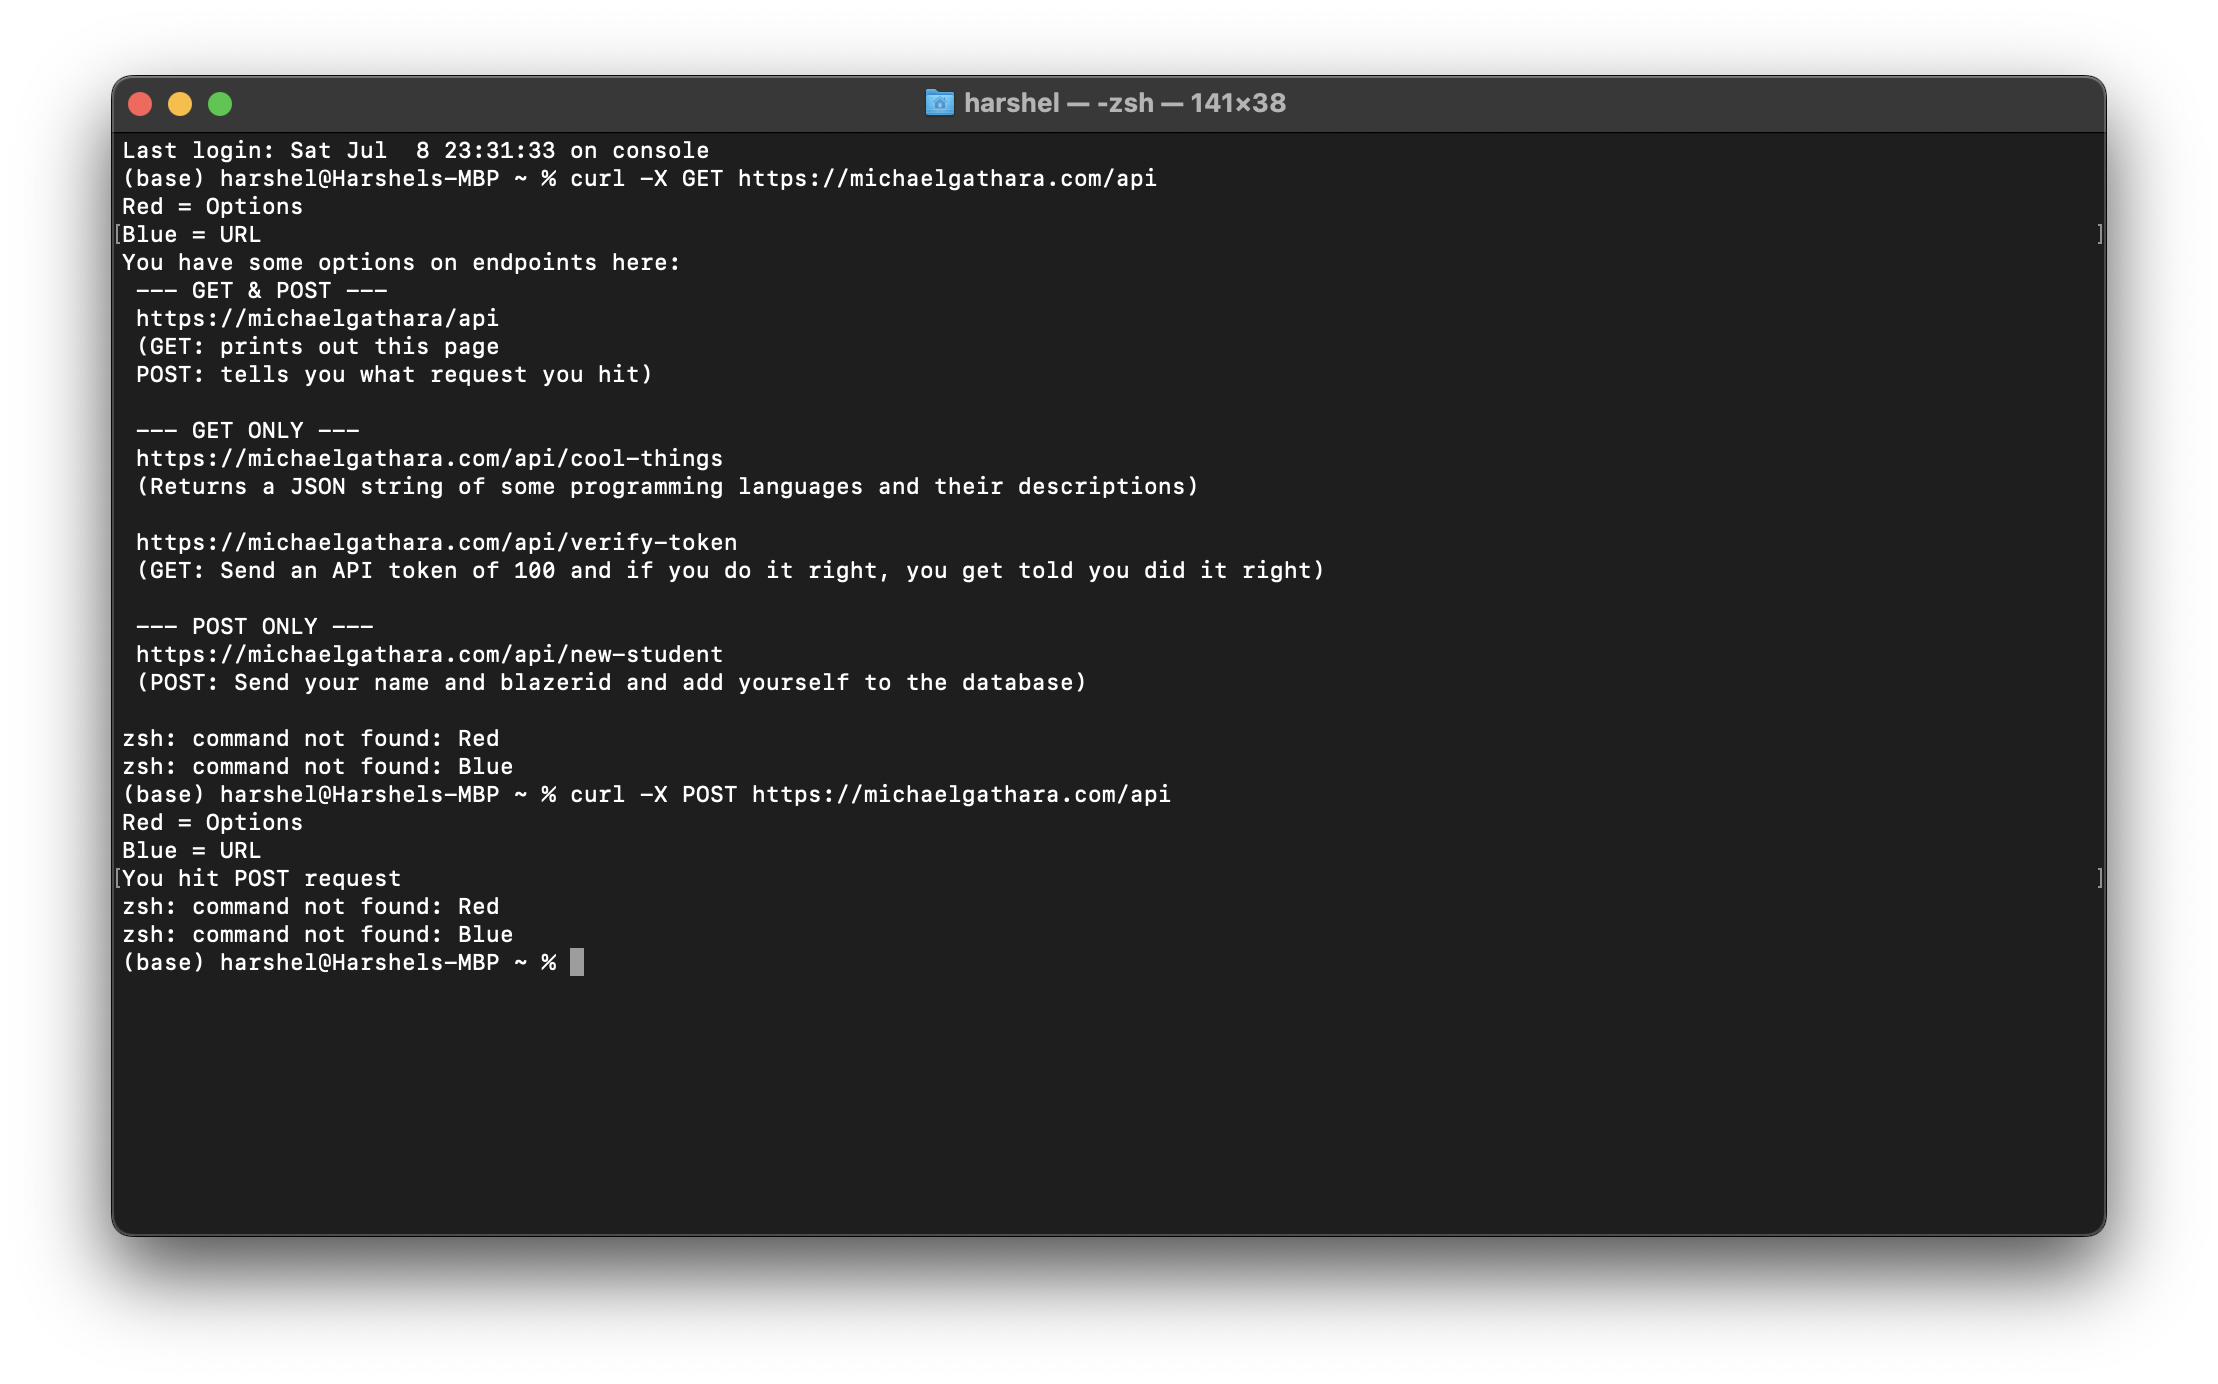 harshel — -zsh — 141×38
Last login: Sat Jul  8 23:31:33 on console
(base) harshel@Harshels-MBP ~ % curl -X GET https://michaelgathara.com/api
Red = Options
[Blue = URL ]
You have some options on endpoints here:
 --- GET & POST ---
 https://michaelgathara/api
 (GET: prints out this page
 POST: tells you what request you hit)

 --- GET ONLY ---
 https://michaelgathara.com/api/cool-things
 (Returns a JSON string of some programming languages and their descriptions)

 https://michaelgathara.com/api/verify-token
 (GET: Send an API token of 100 and if you do it right, you get told you did it right)

 --- POST ONLY ---
 https://michaelgathara.com/api/new-student
 (POST: Send your name and blazerid and add yourself to the database)

zsh: command not found: Red
zsh: command not found: Blue
(base) harshel@Harshels-MBP ~ % curl -X POST https://michaelgathara.com/api
Red = Options
Blue = URL
[You hit POST request ]
zsh: command not found: Red
zsh: command not found: Blue
(base) harshel@Harshels-MBP ~ %